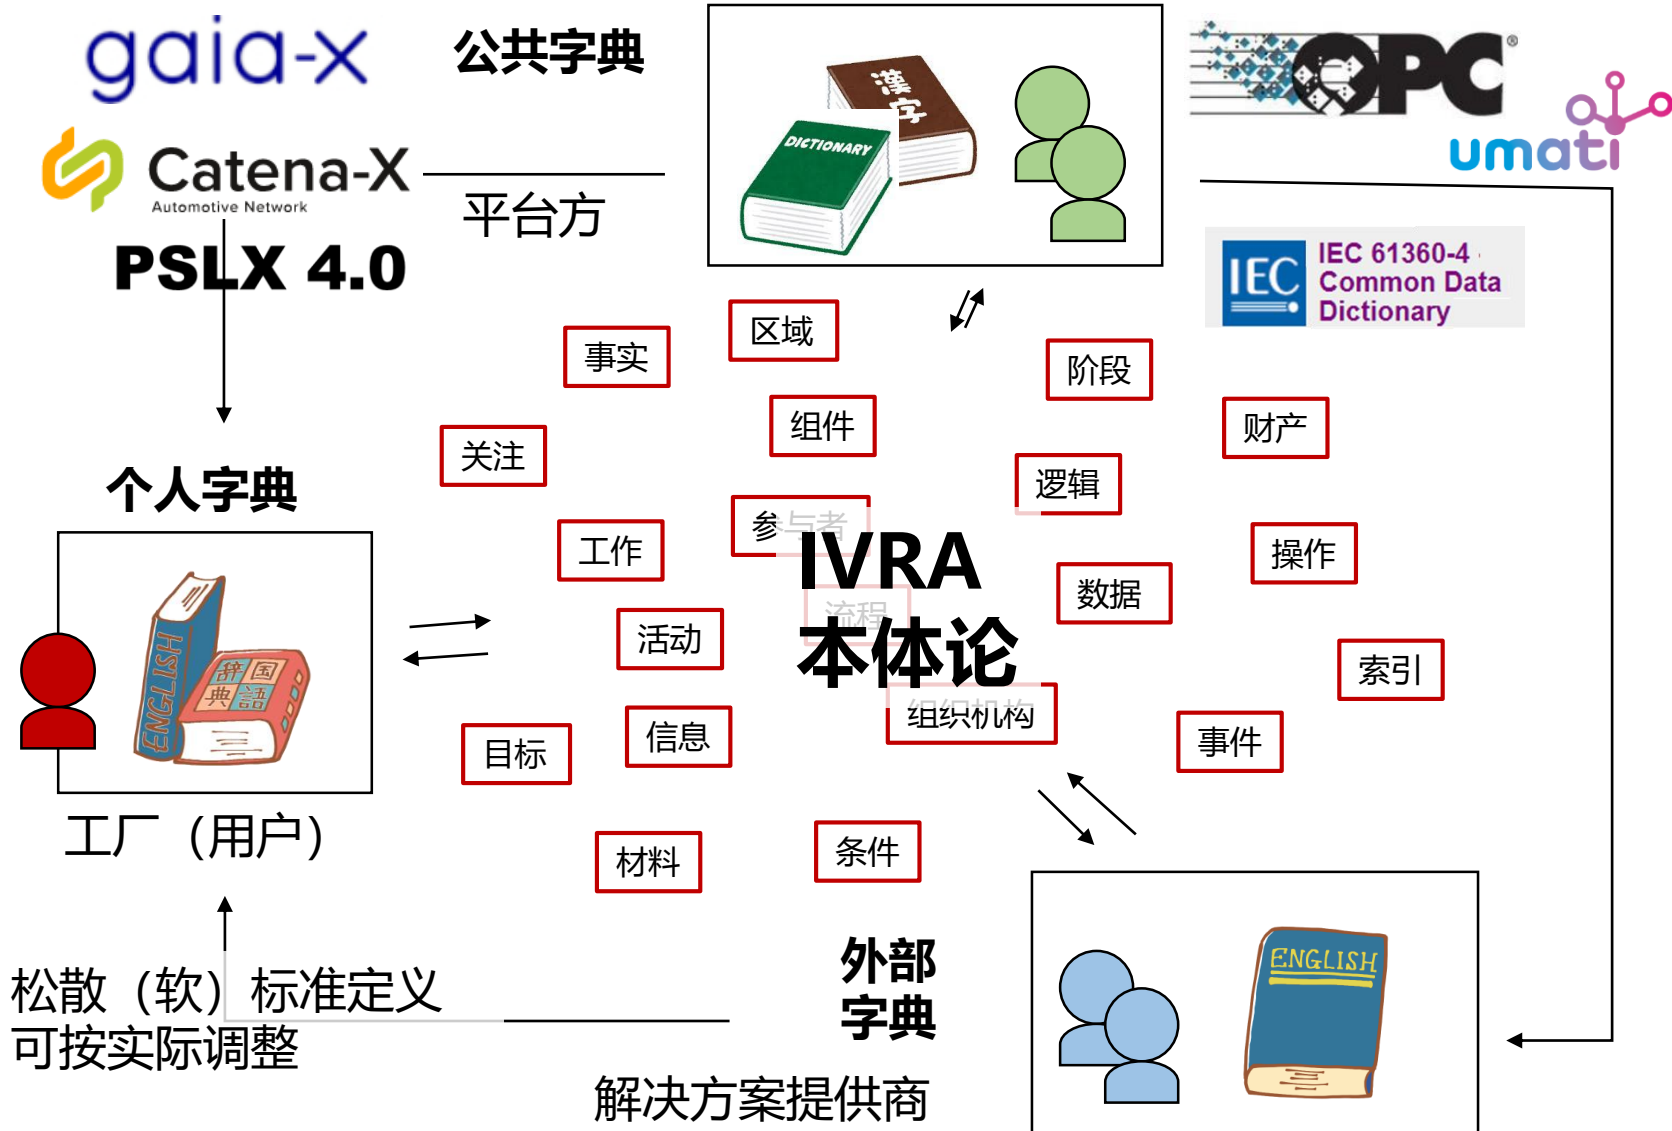 gaia-x
公共字典
漢
字
DICTIONARY
OPC®
umati
Catena-X
Automotive Network
平台方
PSLX 4.0
IEC
IEC 61360-4
Common Data
Dictionary
区域
事实
阶段
组件
财产
关注
逻辑
个人字典
参与者
工作
操作
IVRA
本体论
数据
流程
活动
索引
ENGLISH
辞国
典語
组织机构
信息
目标
事件
工厂（用户）
材料
条件
外部
字典
ENGLISH
松散（软）标准定义
可按实际调整
解决方案提供商